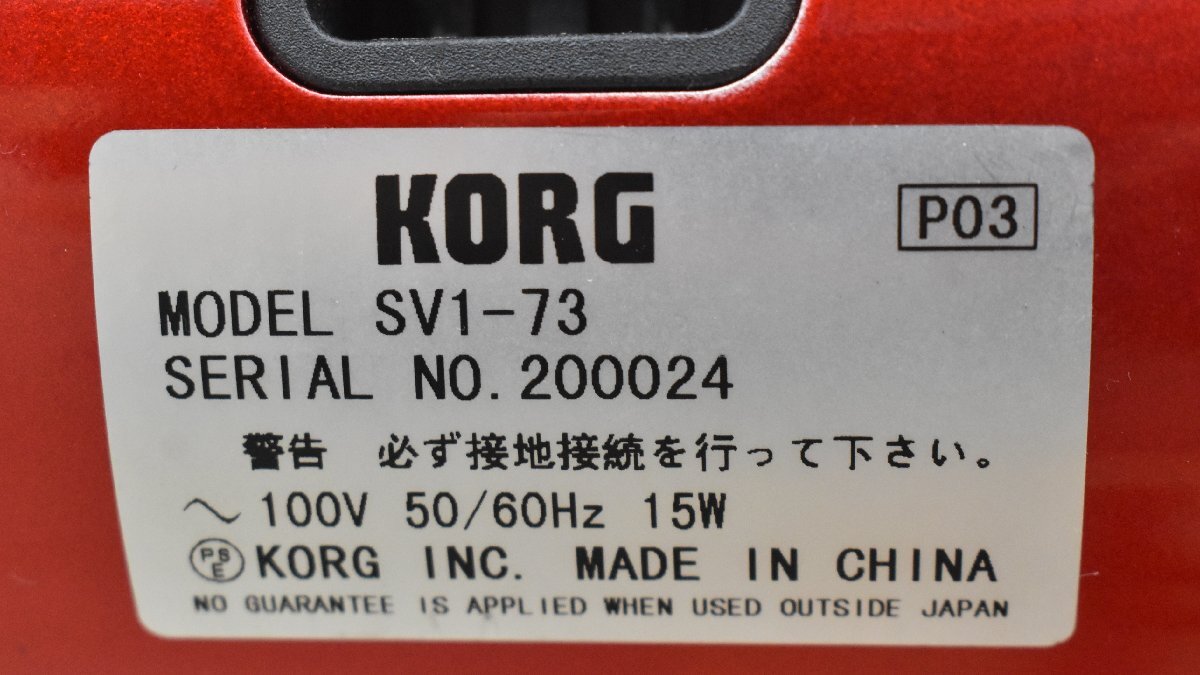 KORG
P03
MODEL SV1-73
SERIAL NO. 200024
警告 必ず接地接続を行って下さい。
～ 100V 50/60Hz 15W
PSE KORG INC. MADE IN CHINA
NO GUARANTEE IS APPLIED WHEN USED OUTSIDE JAPAN